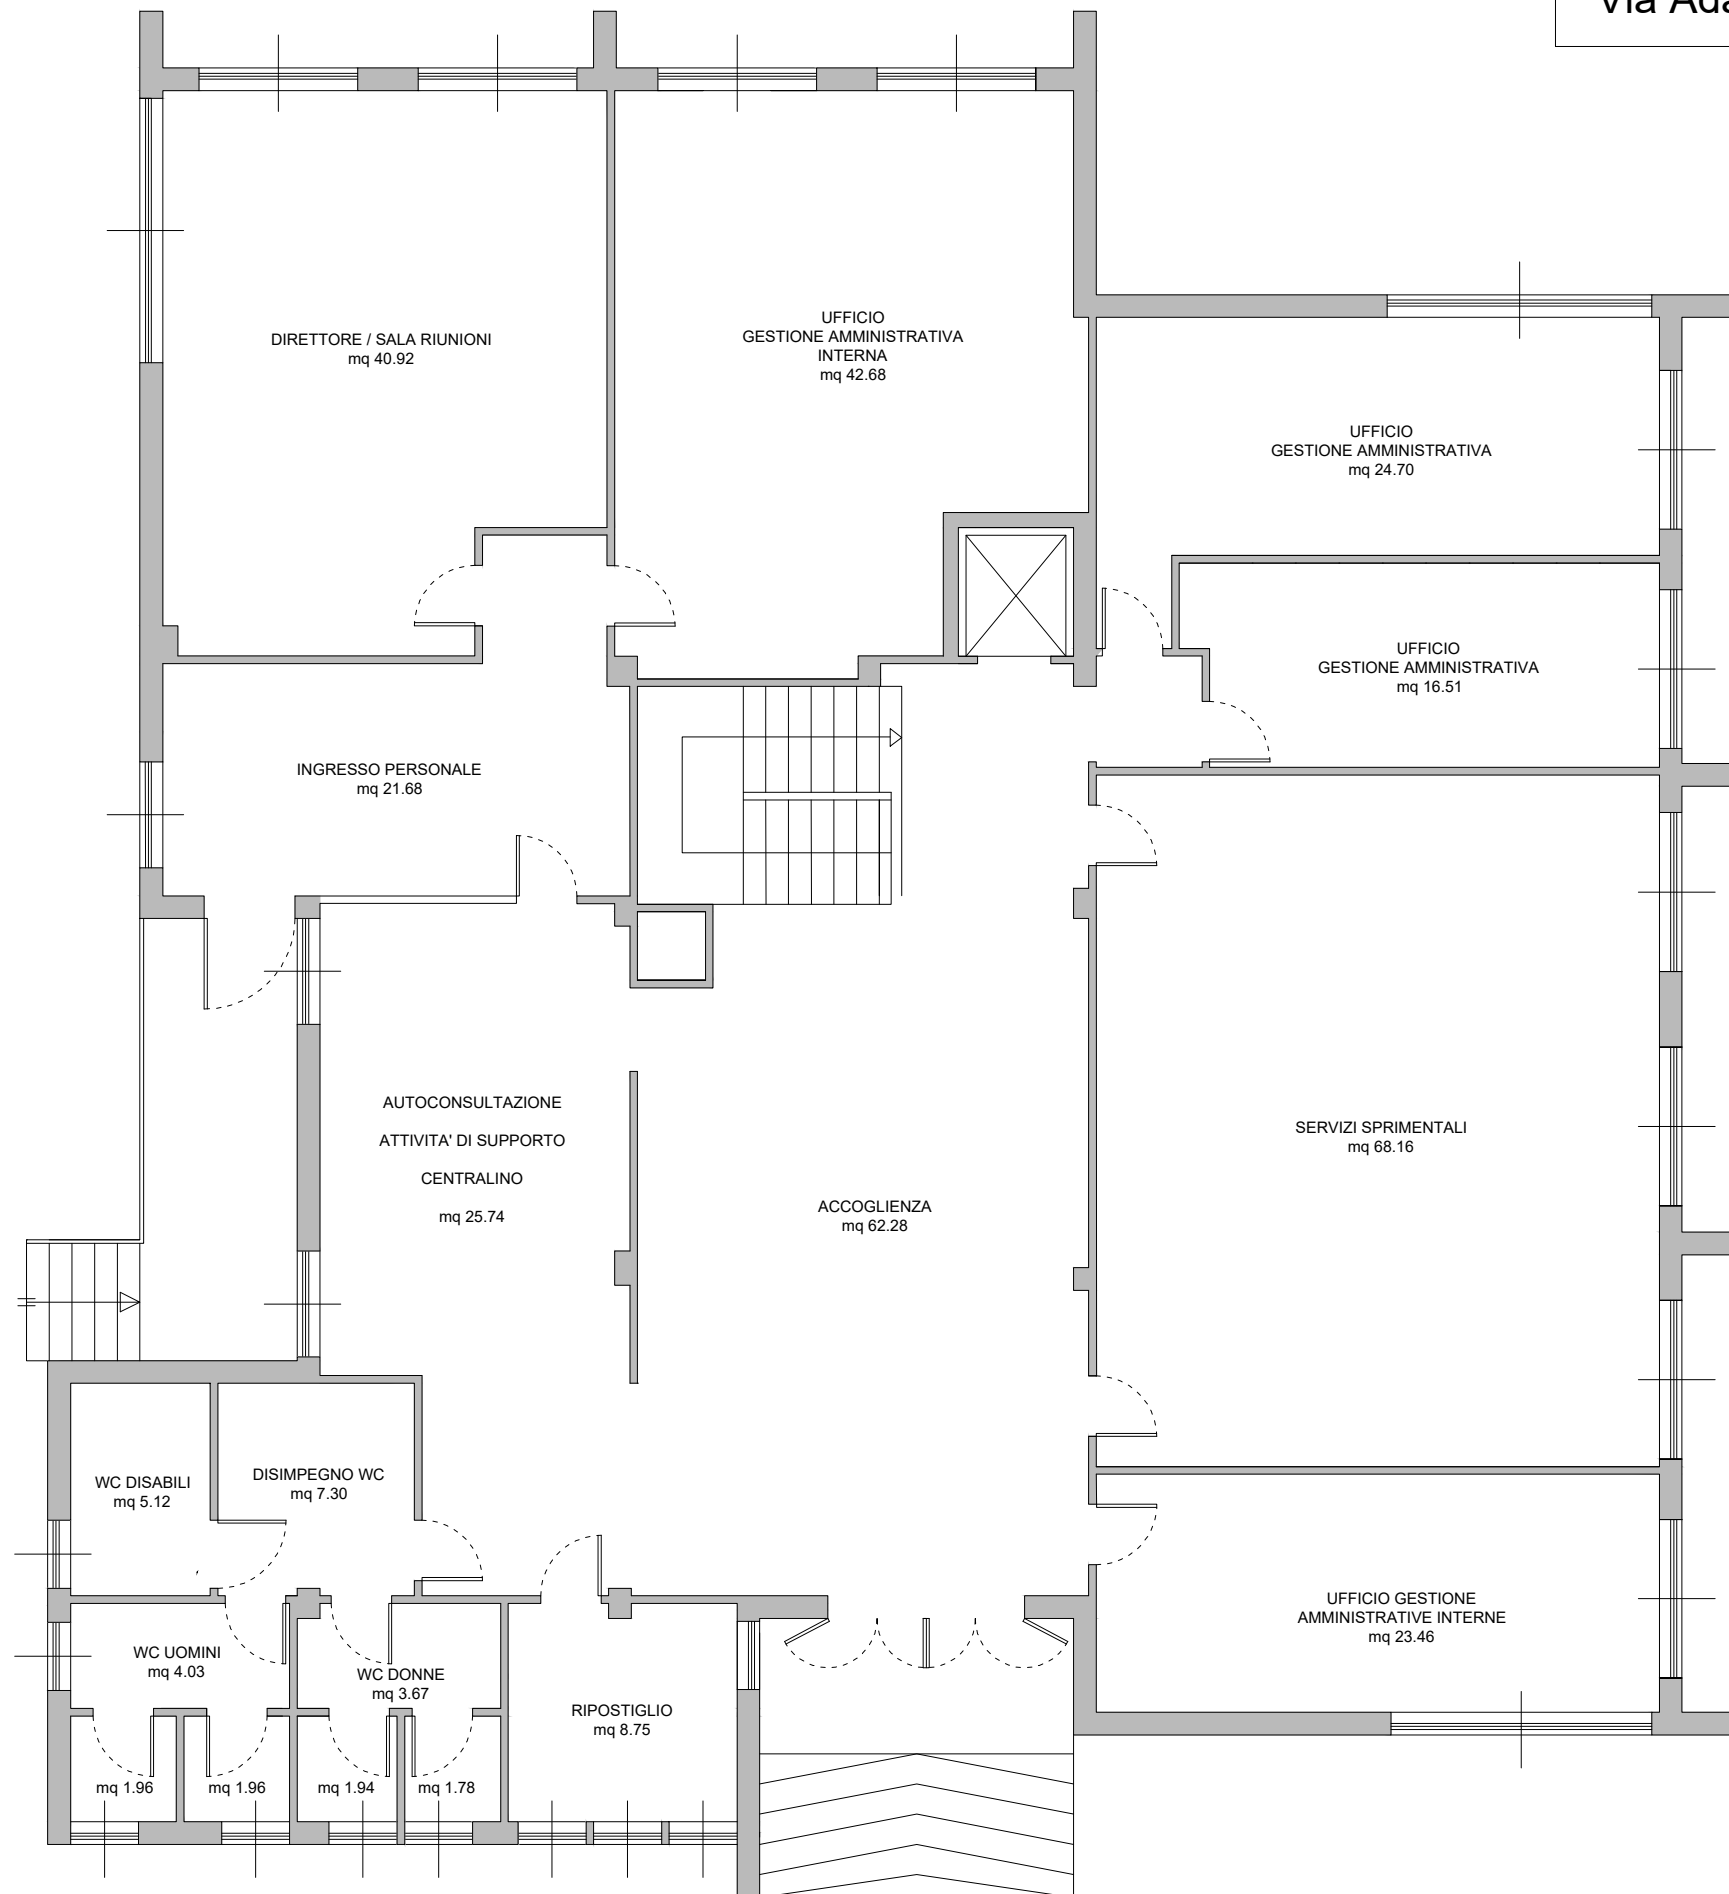 DIRETTORE / SALA RIUNIONI
mq 40.92
UFFICIO
GESTIONE AMMINISTRATIVA
INTERNA
mq 42.68
UFFICIO
GESTIONE AMMINISTRATIVA
mq 24.70
UFFICIO
GESTIONE AMMINISTRATIVA
mq 16.51
INGRESSO PERSONALE
mq 21.68
AUTOCONSULTAZIONE
ATTIVITA' DI SUPPORTO
CENTRALINO
mq 25.74
ACCOGLIENZA
mq 62.28
SERVIZI SPRIMENTALI
mq 68.16
WC DISABILI
mq 5.12
DISIMPEGNO WC
mq 7.30
WC UOMINI
mq 4.03
WC DONNE
mq 3.67
RIPOSTIGLIO
mq 8.75
UFFICIO GESTIONE
AMMINISTRATIVE INTERNE
mq 23.46
mq 1.96
mq 1.96
mq 1.94
mq 1.78